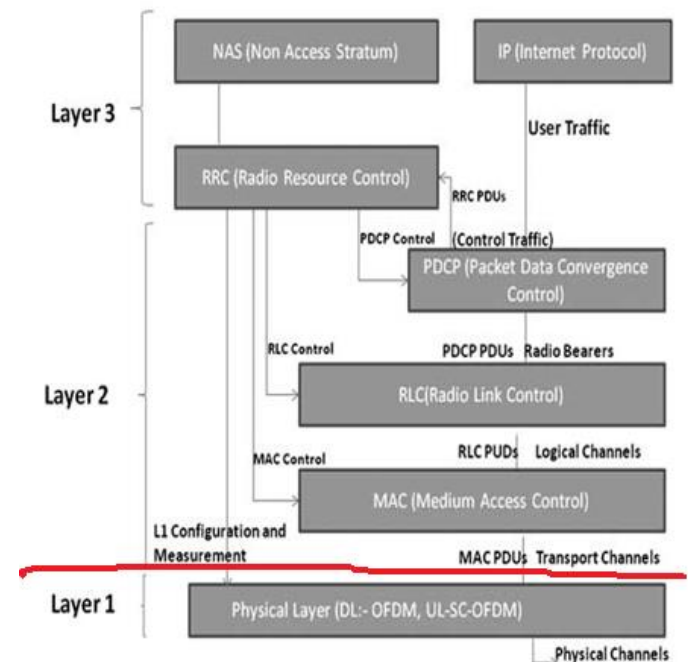 NAS (Non Access Stratum)
IP (Internet Protocol)
Layer 3
User Traffic
RRC (Radio Resource Control)
RRC PDUs
PDCP Control
(Control Traffic)
PDCP (Packet Data Convergence
Control)
RLC Control
PDCP PDUs Radio Bearers
Layer 2
RLC(Radio Link Control)
RLC PUDs Logical Channels
MAC Control
MAC (Medium Access Control)
L1 Configuration and
Measurement
MAC PDUs Transport Channels
Layer 1
Physical Layer (DL:- OFDM, UL-SC-OFDM)
Physical Channels